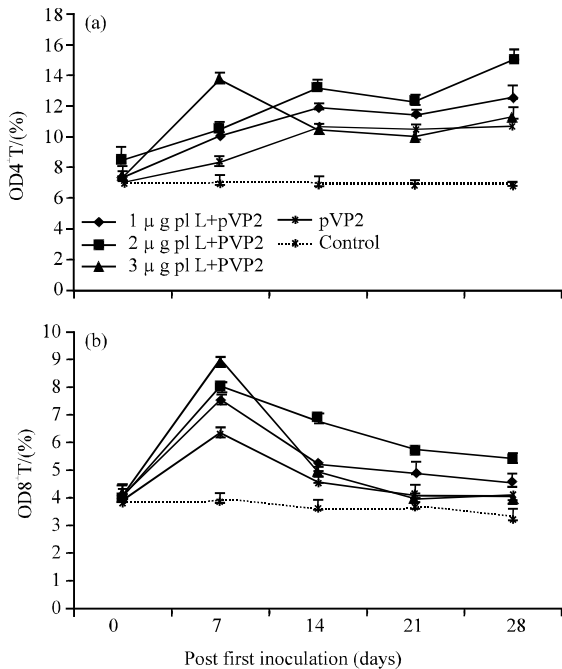 (a)
18
16
14
12
10
8
6
4
2
0
OD4⁺T/(%)
1 µ g pl L+pVP2
2 µ g pl L+PVP2
3 µ g pl L+PVP2
pVP2
Control
(b)
10
9
8
7
6
5
4
3
2
1
0
OD8⁺T/(%)
0 7 14 21 28
Post first inoculation (days)